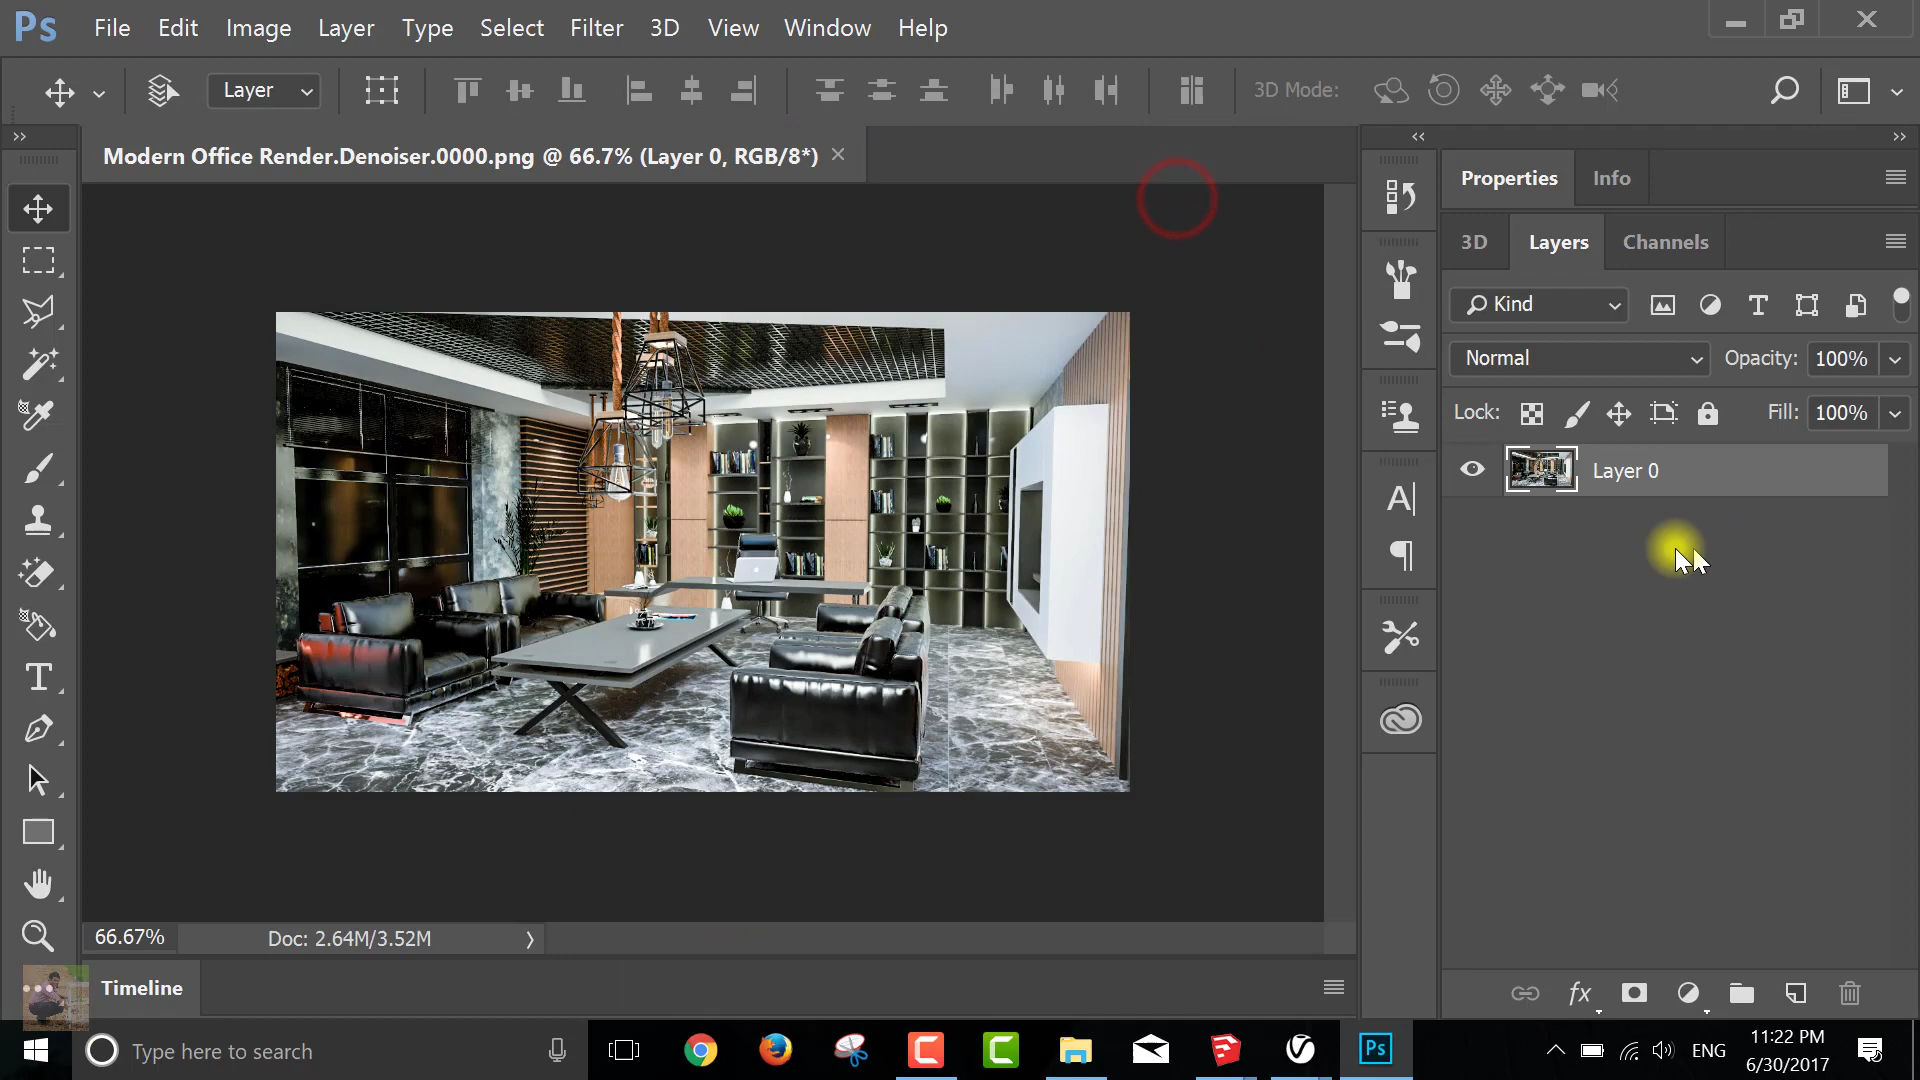 Ps File Edit Image Layer Type Select Filter 3D View Window Help
Layer 3D Mode:
Modern Office Render.Denoiser.0000.png @ 66.7% (Layer 0, RGB/8*) ×
Properties Info
3D Layers Channels
Kind
Normal Opacity: 100%
Lock: Fill: 100%
Layer 0
66.67% Doc: 2.64M/3.52M
Timeline
fx
Type here to search
Ps
ENG
11:22 PM
6/30/2017